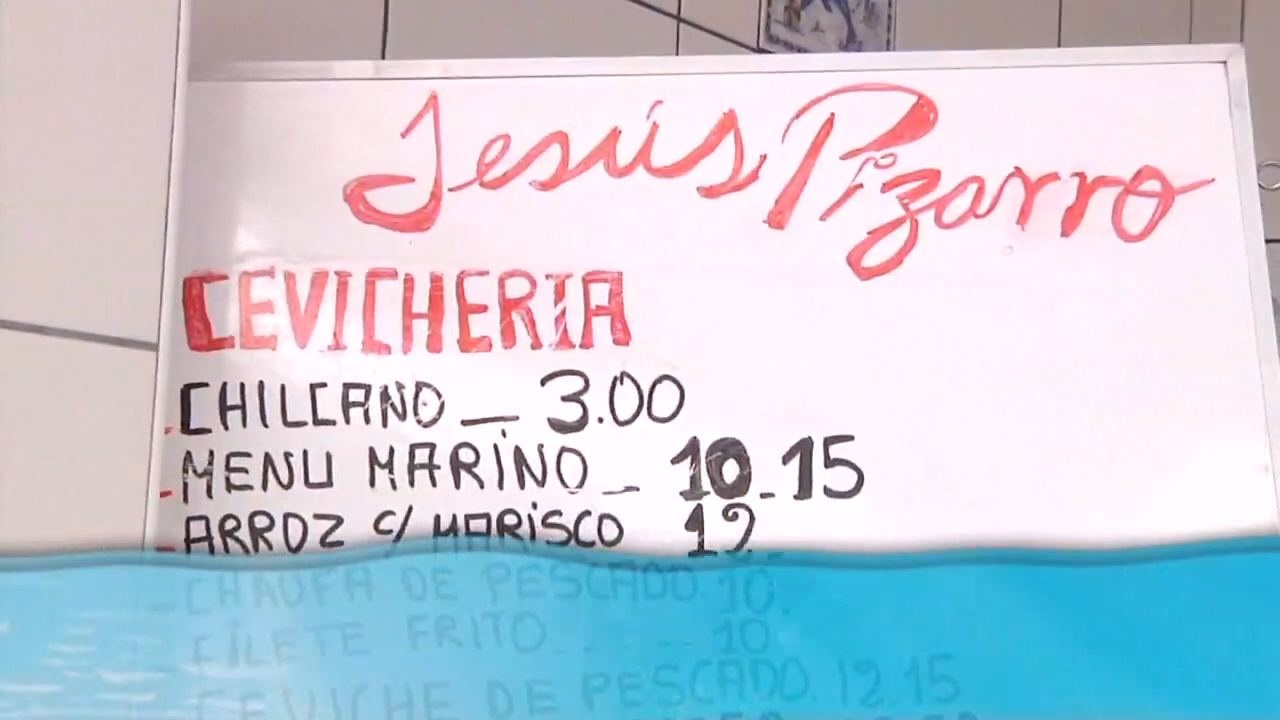 Jesús Pizarro
CEVICHERIA
CHILCANO _ _ 3.00
MENU MARINO _ _ 10 - 15
ARROZ C/ MARISCO 12
CHAUFA DE PESCADO 10.
FILETE FRITO _ _ _ _ 10
CEVICHE DE PESCADO. 12.15